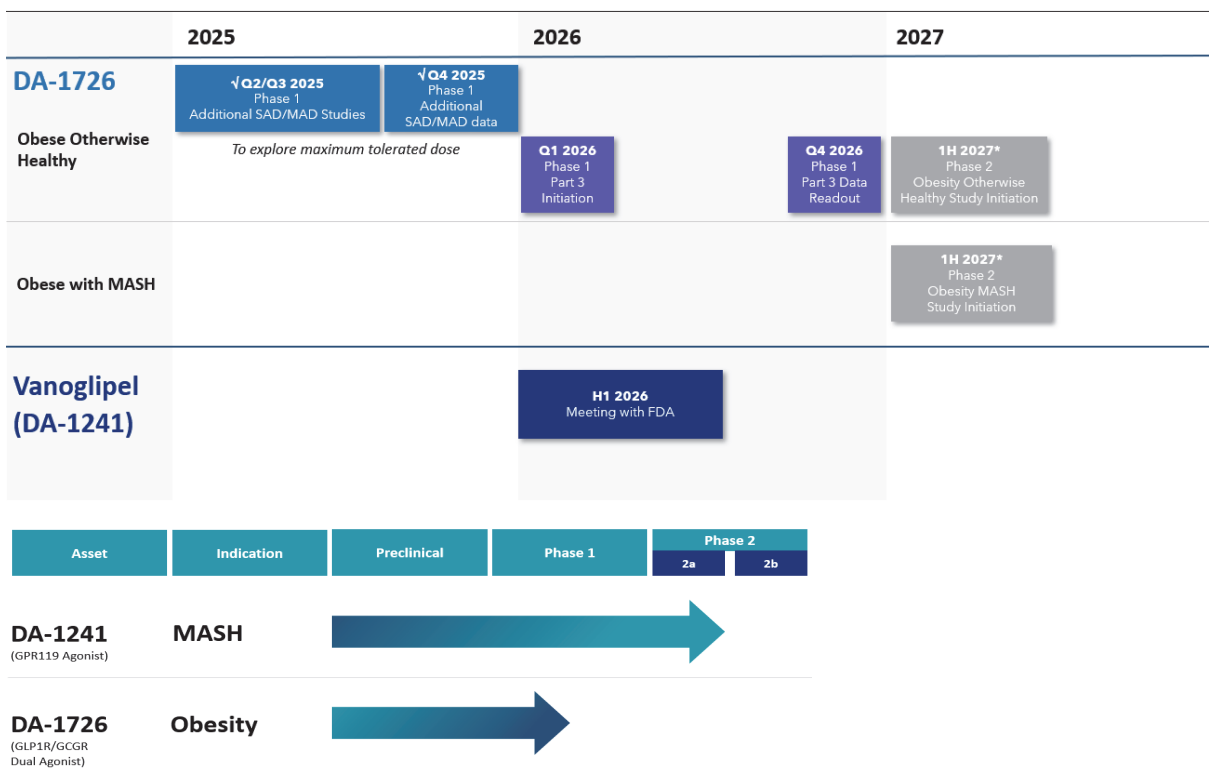 2025
2026
2027
DA-1726
Obese Otherwise
Healthy
√Q2/Q3 2025
Phase 1
Additional SAD/MAD Studies
√Q4 2025
Phase 1
Additional
SAD/MAD data
To explore maximum tolerated dose
Q1 2026
Phase 1
Part 3
Initiation
Q4 2026
Phase 1
Part 3 Data
Readout
1H 2027*
Phase 2
Obesity Otherwise
Healthy Study Initiation
Obese with MASH
1H 2027*
Phase 2
Obesity MASH
Study Initiation
Vanoglipel
(DA-1241)
H1 2026
Meeting with FDA
Asset
Indication
Preclinical
Phase 1
Phase 2
2a
2b
DA-1241
(GPR119 Agonist)
MASH
DA-1726
(GLP1R/GCGR
Dual Agonist)
Obesity